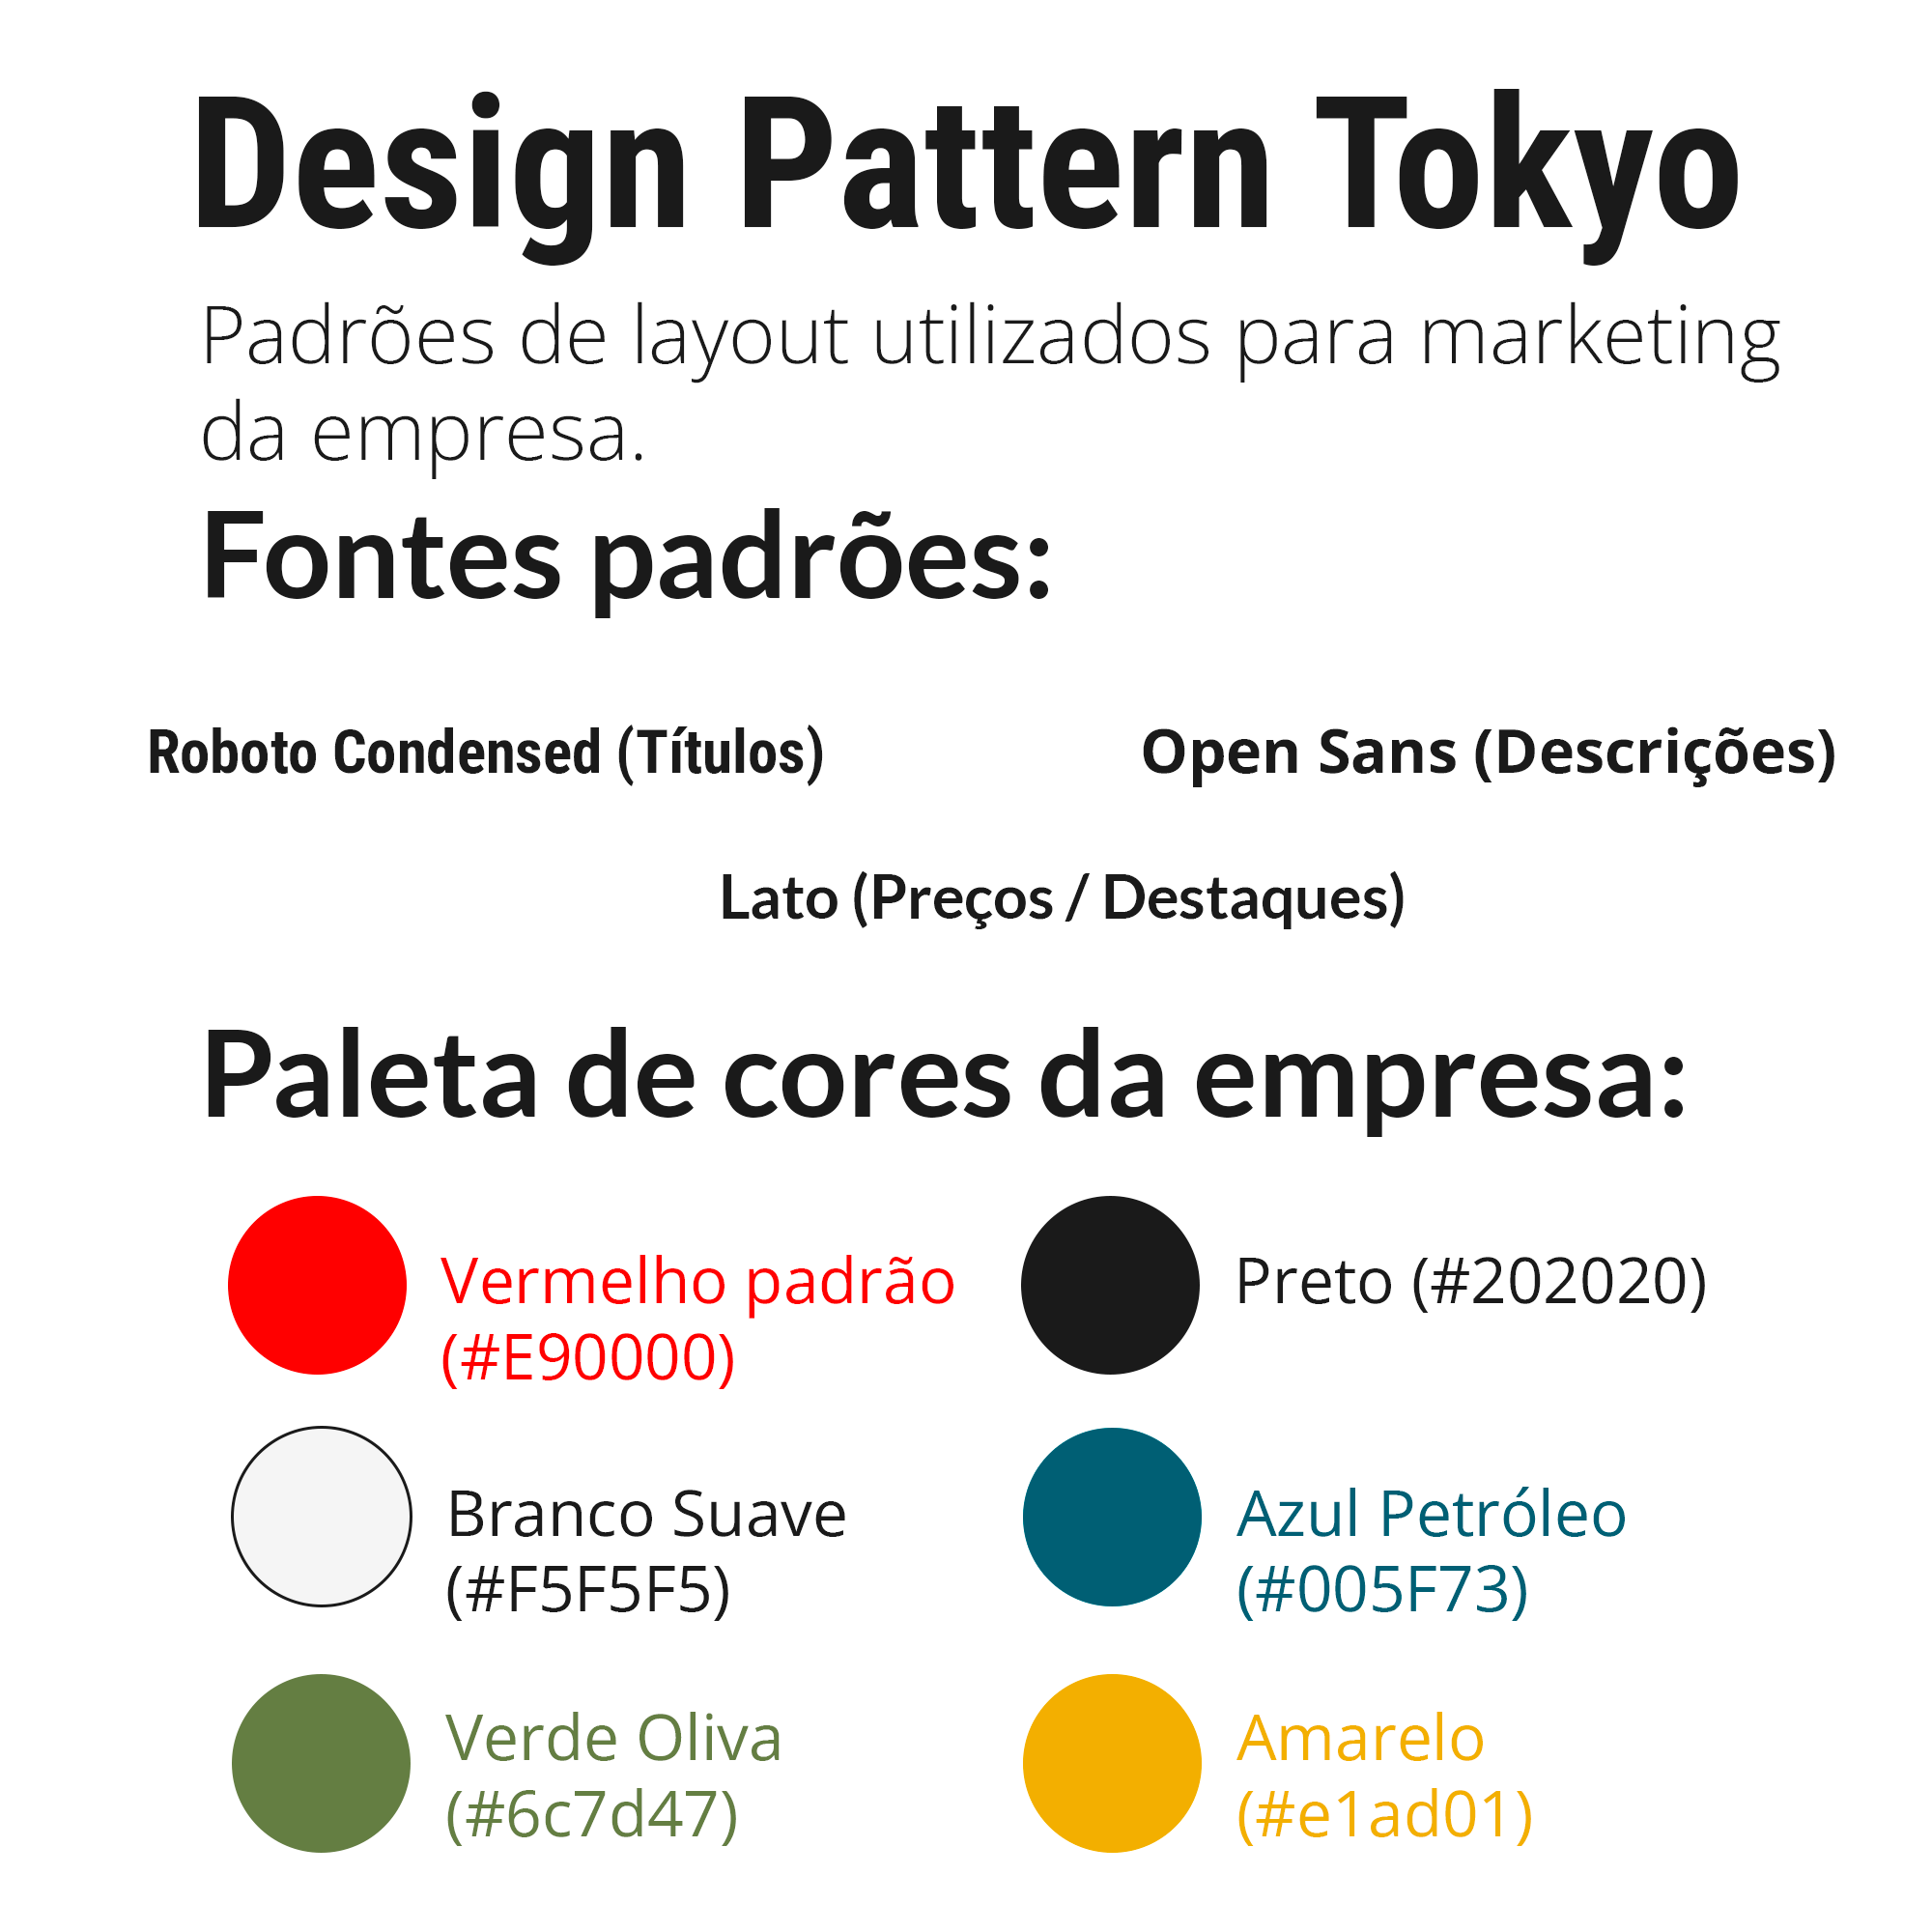 Design Pattern Tokyo
Padrões de layout utilizados para marketing
da empresa.
Fontes padrões:
Roboto Condensed (Títulos)
Open Sans (Descrições)
Lato (Preços / Destaques)
Paleta de cores da empresa:
Vermelho padrão
(#E90000)
Preto (#202020)
Branco Suave
(#F5F5F5)
Azul Petróleo
(#005F73)
Verde Oliva
(#6c7d47)
Amarelo
(#e1ad01)